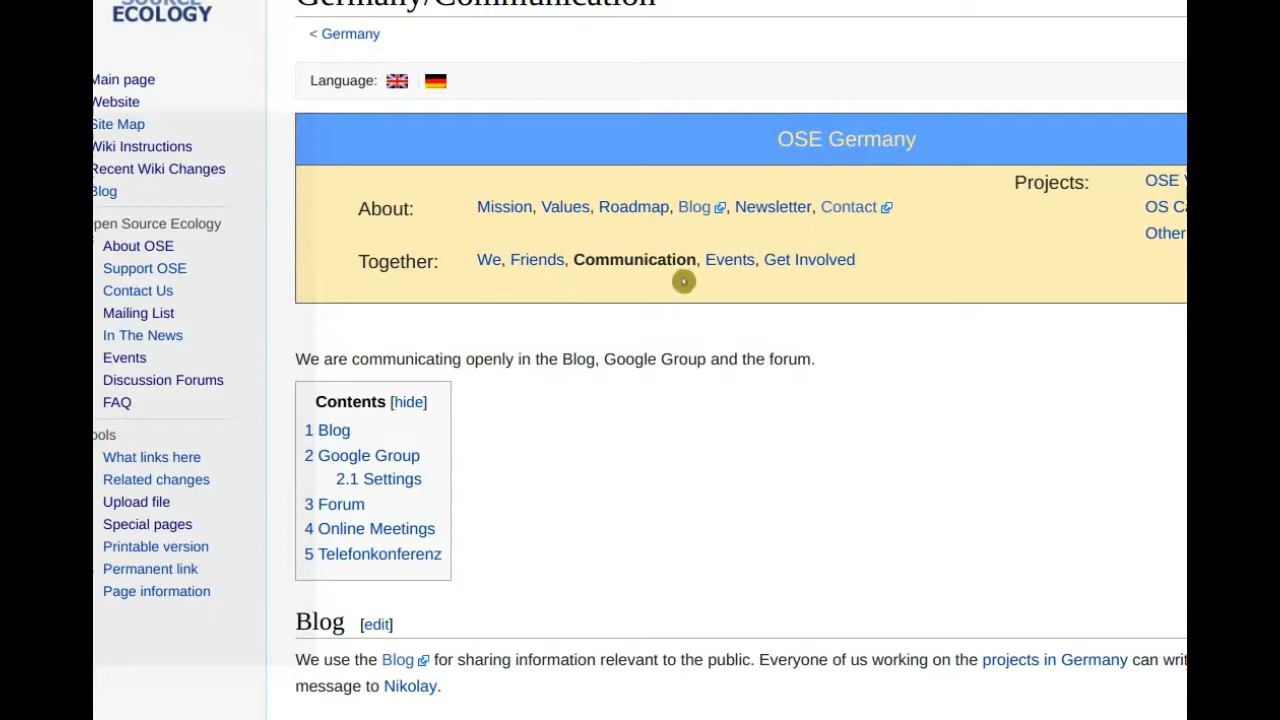 SOURCE
ECOLOGY
Main page
Website
Site Map
Wiki Instructions
Recent Wiki Changes
Blog
pen Source Ecology
About OSE
Support OSE
Contact Us
Mailing List
In The News
Events
Discussion Forums
FAQ
ools
What links here
Related changes
Upload file
Special pages
Printable version
Permanent link
Page information
Germany/Communication
< Germany
Language:
OSE Germany
About: Mission, Values, Roadmap, Blog, Newsletter, Contact
Together: We, Friends, Communication, Events, Get Involved
Projects: OSE
OS
Other
We are communicating openly in the Blog, Google Group and the forum.
Contents [hide]
1 Blog
2 Google Group
2.1 Settings
3 Forum
4 Online Meetings
5 Telefonkonferenz
Blog [edit]
We use the Blog for sharing information relevant to the public. Everyone of us working on the projects in Germany can
message to Nikolay.